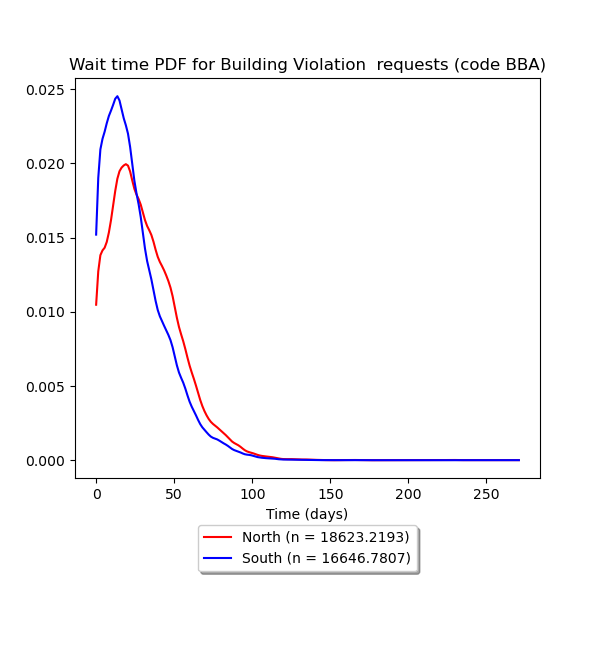 Wait time PDF for Building Violation  requests (code BBA)
0.025
0.020
0.015
0.010
0.005
0.000
0 50 100 150 200 250
Time (days)
North (n = 18623.2193)
South (n = 16646.7807)